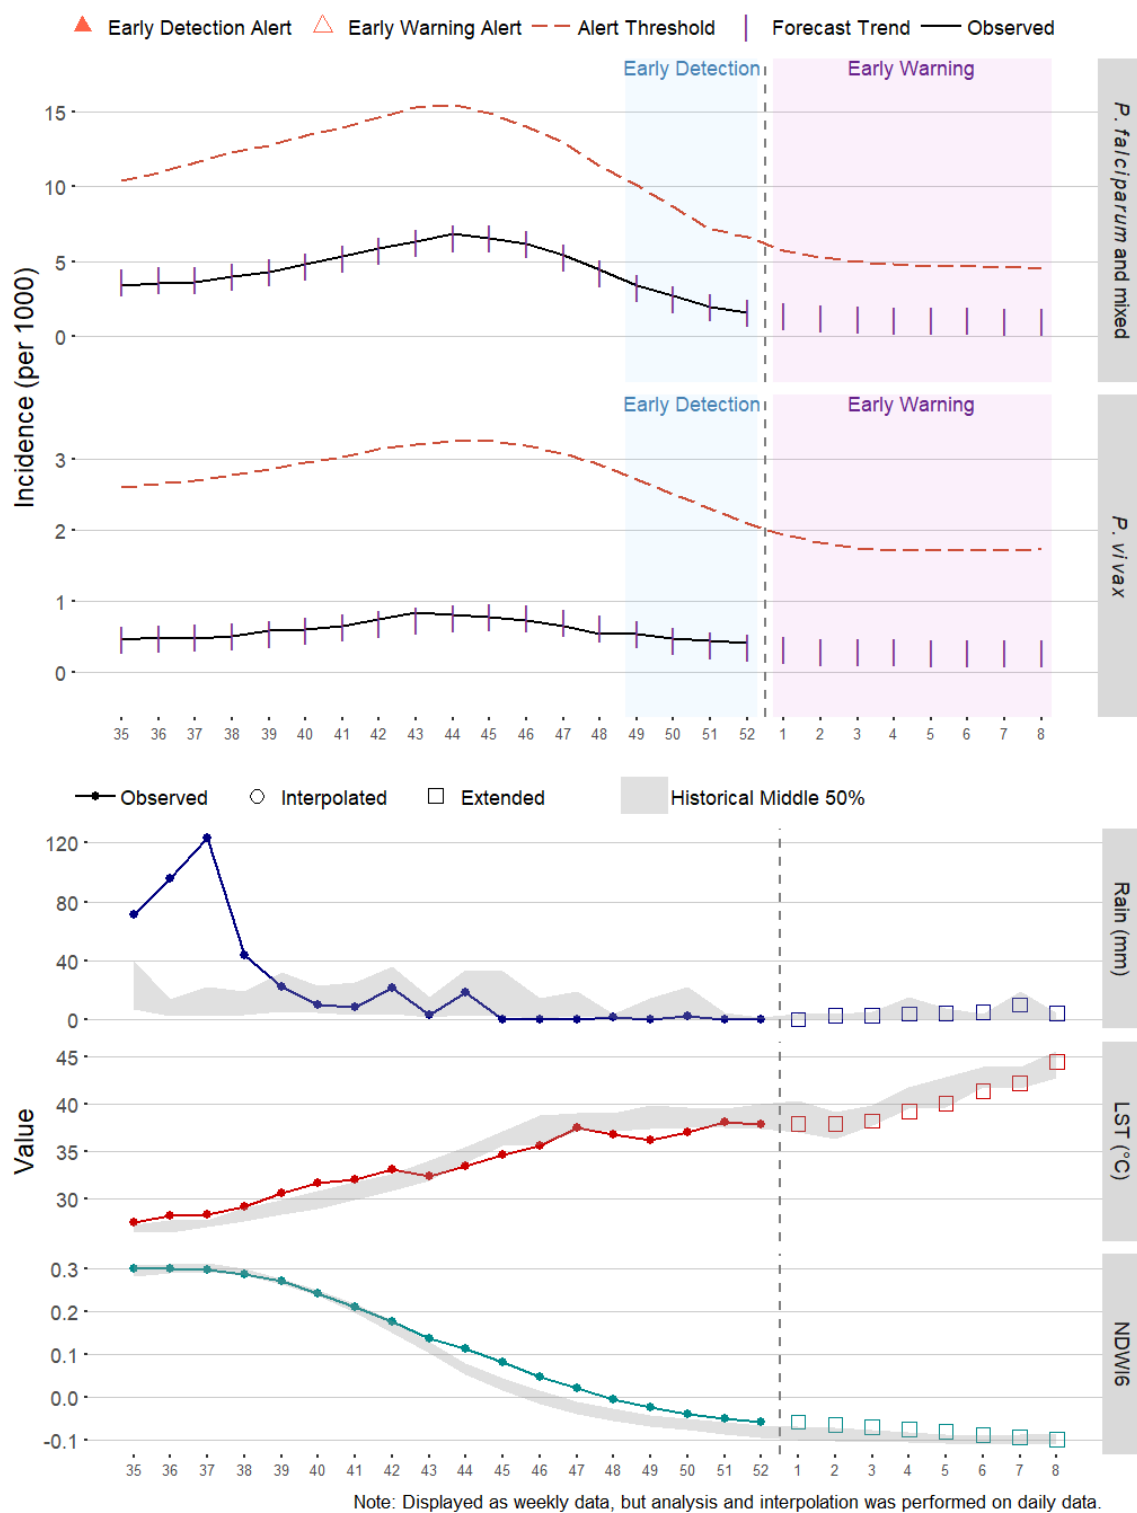 Early Detection Alert Early Warning Alert Alert Threshold Forecast Trend Observed
Early Detection Early Warning
15
10
5
0
P. falciparum and mixed
Incidence (per 1000)
Early Detection Early Warning
3
2
1
0
P. vivax
35 36 37 38 39 40 41 42 43 44 45 46 47 48 49 50 51 52 1 2 3 4 5 6 7 8
Observed Interpolated Extended Historical Middle 50%
120
80
40
0
Rain (mm)
Value
45
40
35
30
LST (°C)
0.3
0.2
0.1
0.0
-0.1
NDWI6
35 36 37 38 39 40 41 42 43 44 45 46 47 48 49 50 51 52 1 2 3 4 5 6 7 8
Note: Displayed as weekly data, but analysis and interpolation was performed on daily data.